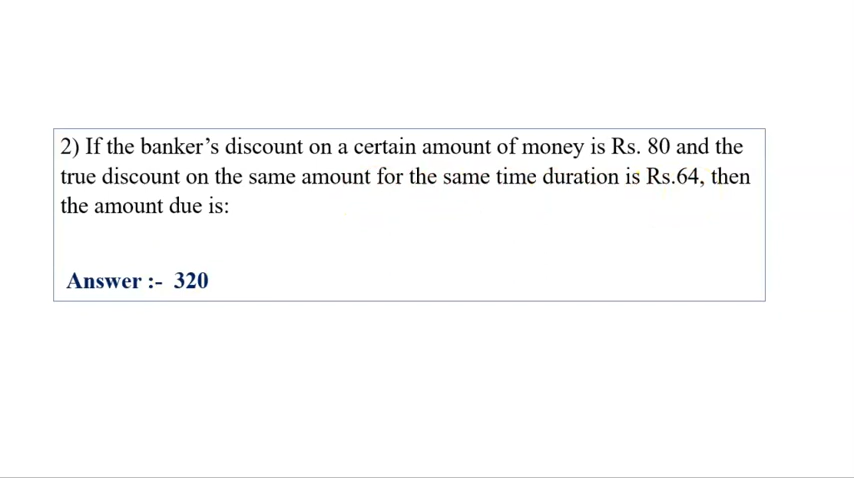 2) If the banker’s discount on a certain amount of money is Rs. 80 and the
true discount on the same amount for the same time duration is Rs.64, then
the amount due is:
Answer :- 320